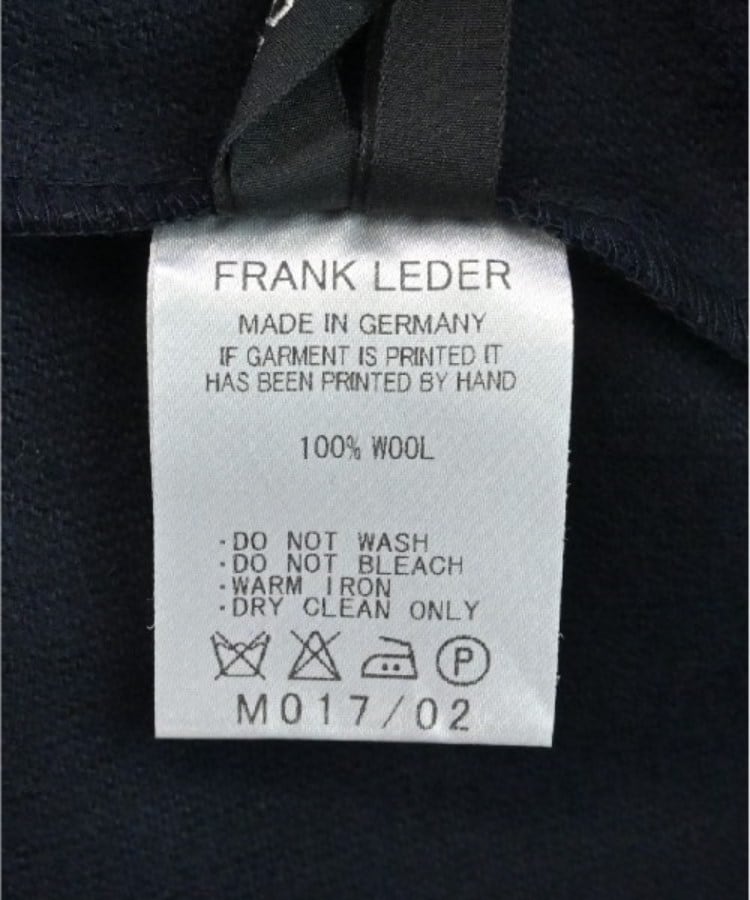 FRANK LEDER
MADE IN GERMANY
IF GARMENT IS PRINTED IT
HAS BEEN PRINTED BY HAND
100% WOOL
·DO NOT WASH
·DO NOT BLEACH
·WARM IRON
·DRY CLEAN ONLY
P
M017/02